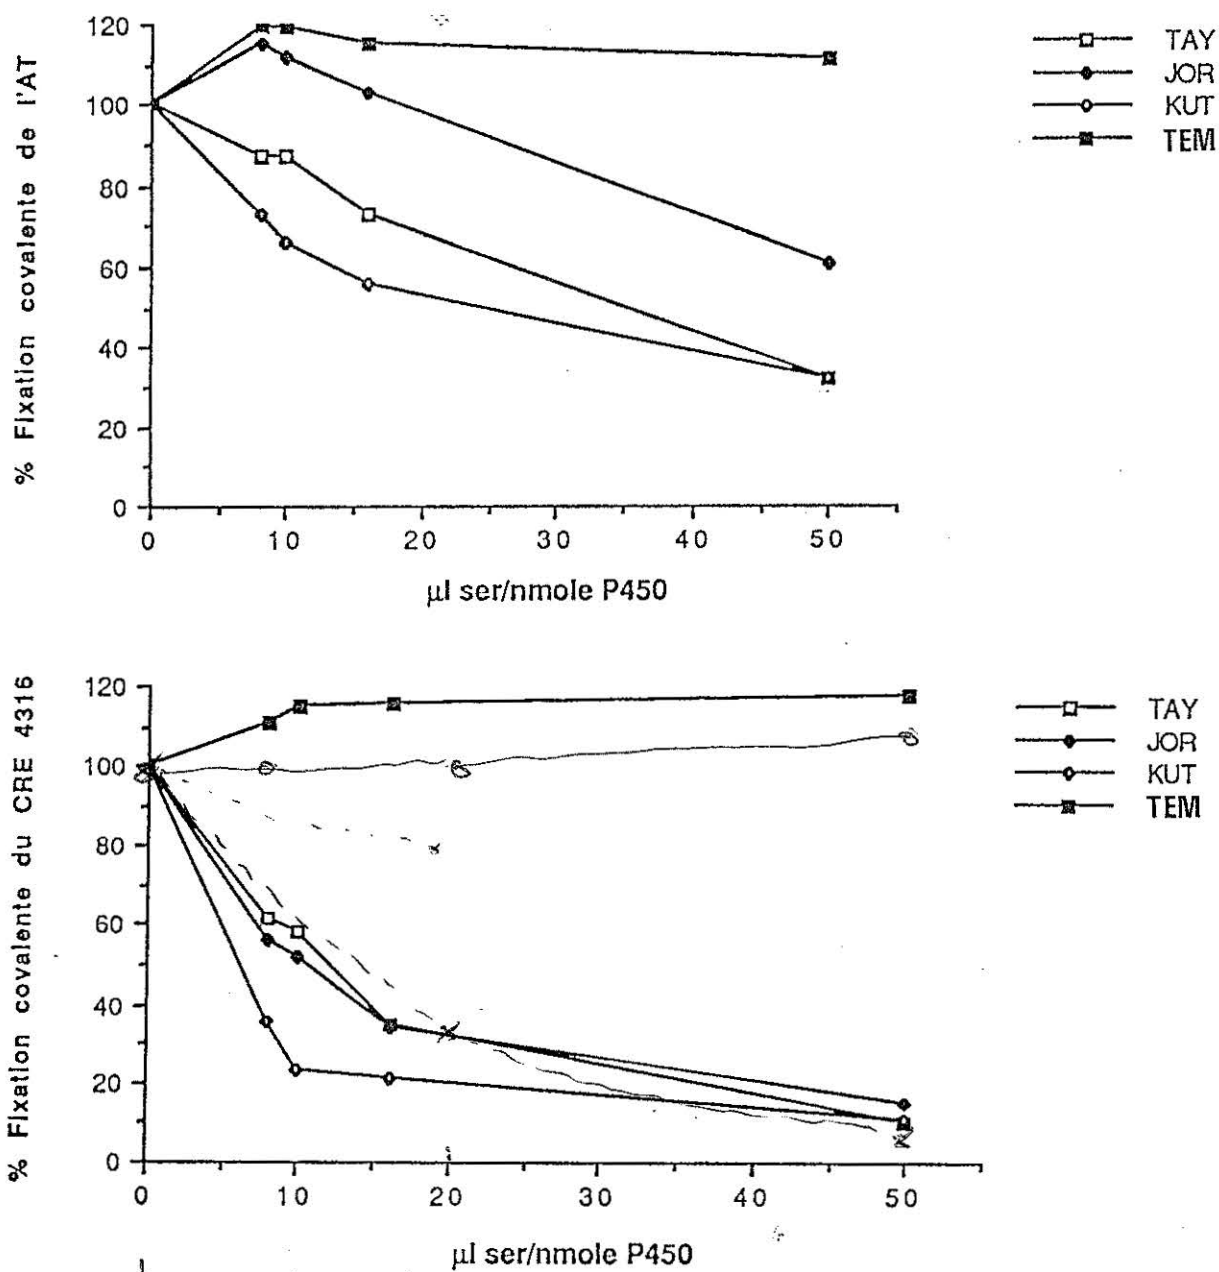 % Fixation covalente de l'AT
120
100
80
60
40
20
0
0 10 20 30 40 50
µl ser/nmole P450
TAY
JOR
KUT
TEM
% Fixation covalente du CRE 4316
120
100
80
60
40
20
0
0 10 20 30 40 50
µl ser/nmole P450
TAY
JOR
KUT
TEM